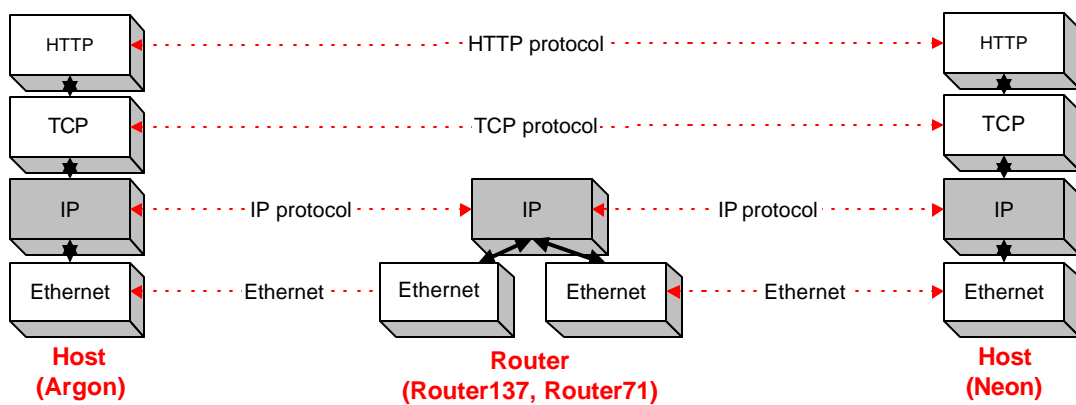 HTTP HTTP protocol HTTP
TCP TCP protocol TCP
IP IP protocol IP IP protocol IP
Ethernet Ethernet Ethernet Ethernet Ethernet Ethernet
Host
(Argon)
Router
(Router137, Router71)
Host
(Neon)